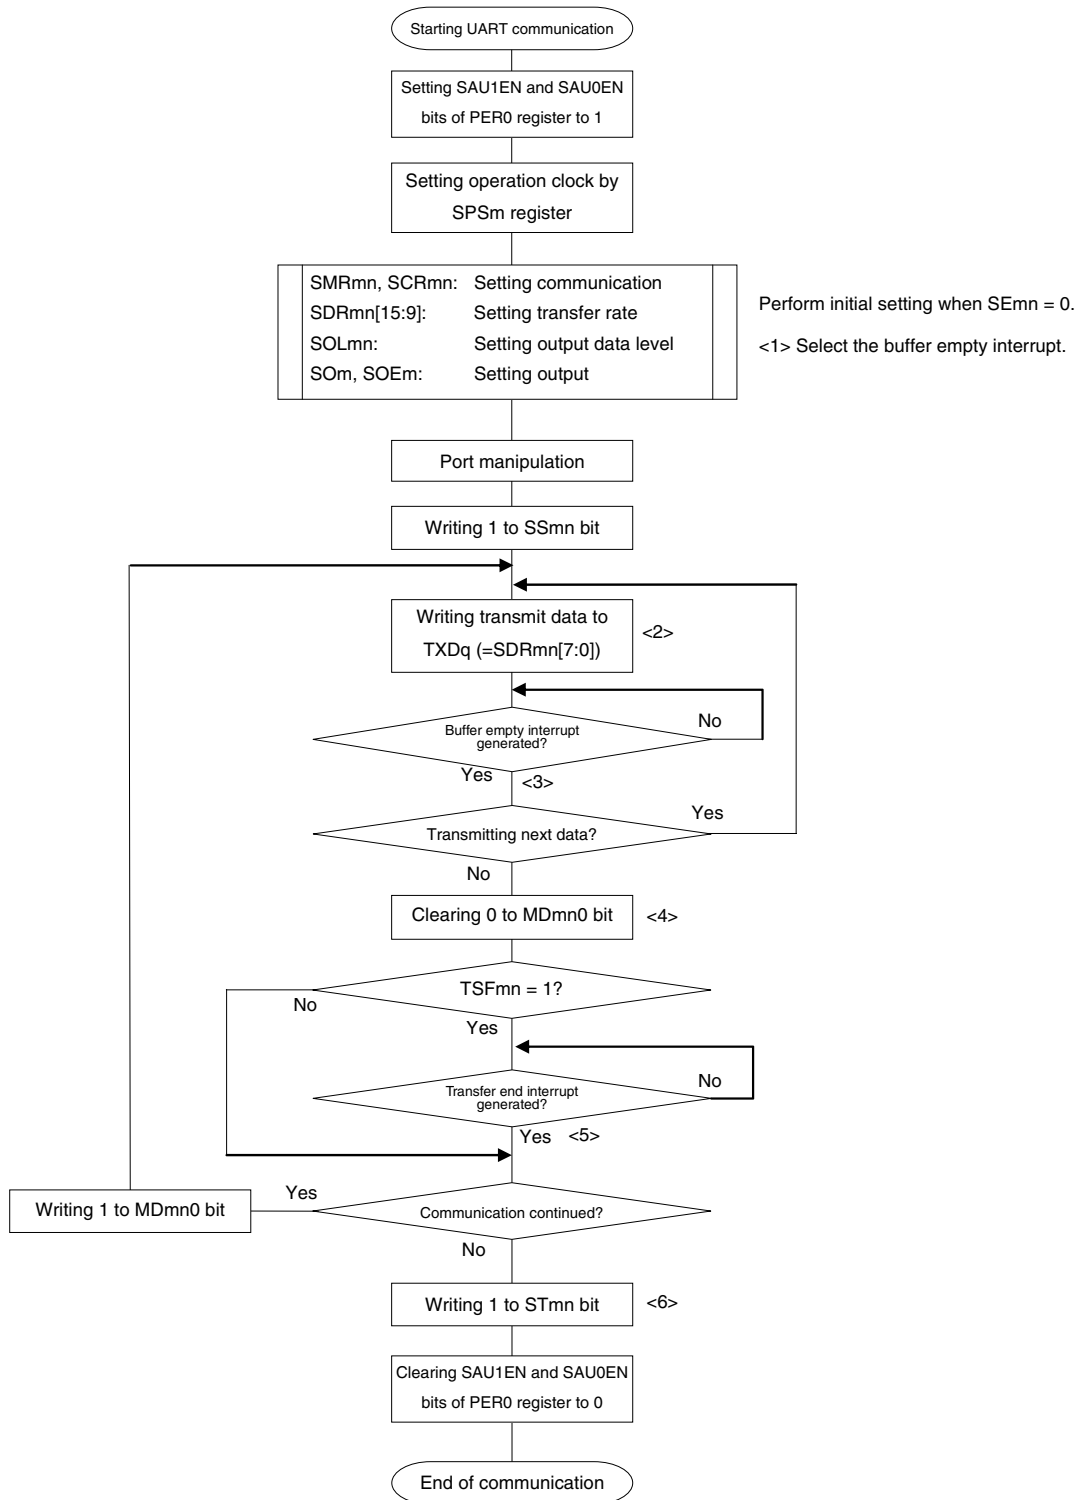 Starting UART communication
Setting SAU1EN and SAU0EN
bits of PER0 register to 1
Setting operation clock by
SPSm register
SMRmn, SCRmn: Setting communication
SDRmn[15:9]: Setting transfer rate
SOLmn: Setting output data level
SOm, SOEm: Setting output
Perform initial setting when SEmn = 0.
<1> Select the buffer empty interrupt.
Port manipulation
Writing 1 to SSmn bit
Writing transmit data to
TXDq (=SDRmn[7:0])
<2>
Buffer empty interrupt
generated?
No
Yes
<3>
Transmitting next data?
Yes
No
Clearing 0 to MDmn0 bit
<4>
TSFmn = 1?
No
Yes
Transfer end interrupt
generated?
No
Yes
<5>
Communication continued?
Yes
Writing 1 to MDmn0 bit
No
Writing 1 to STmn bit
<6>
Clearing SAU1EN and SAU0EN
bits of PER0 register to 0
End of communication